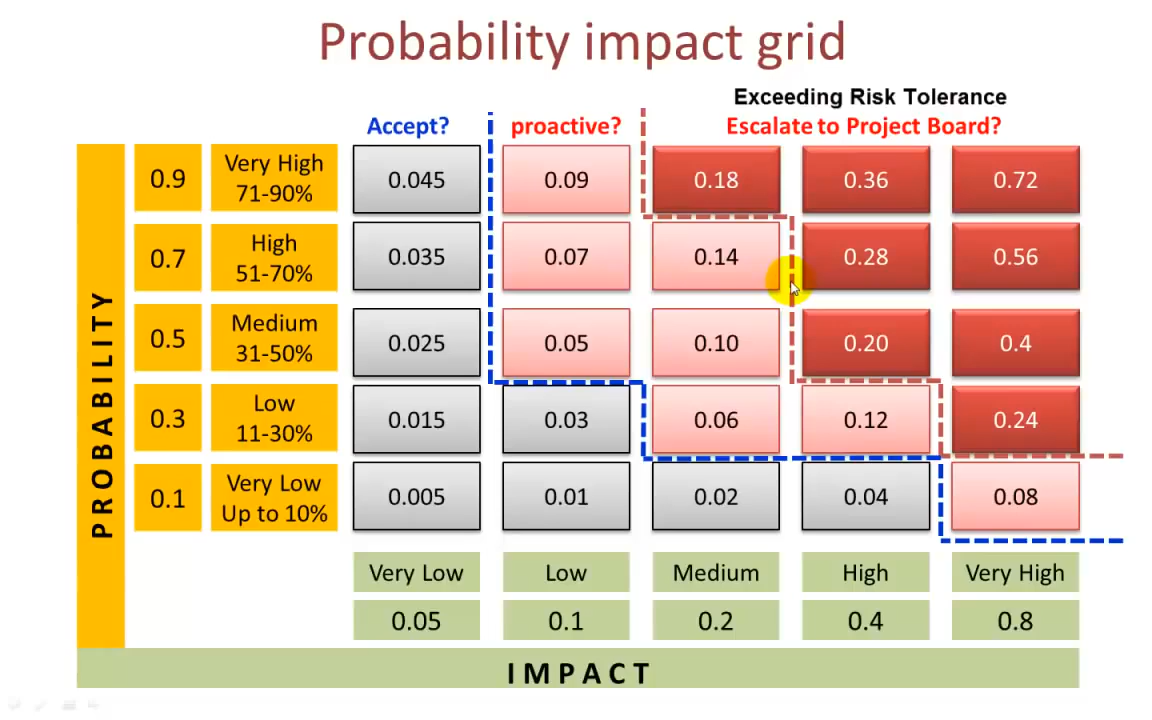 Probability impact grid
Exceeding Risk Tolerance
Accept? proactive? Escalate to Project Board?
PROBABILITY
0.9 Very High 71-90% 0.045 0.09 0.18 0.36 0.72
0.7 High 51-70% 0.035 0.07 0.14 0.28 0.56
0.5 Medium 31-50% 0.025 0.05 0.10 0.20 0.4
0.3 Low 11-30% 0.015 0.03 0.06 0.12 0.24
0.1 Very Low Up to 10% 0.005 0.01 0.02 0.04 0.08
Very Low Low Medium High Very High
0.05 0.1 0.2 0.4 0.8
IMPACT